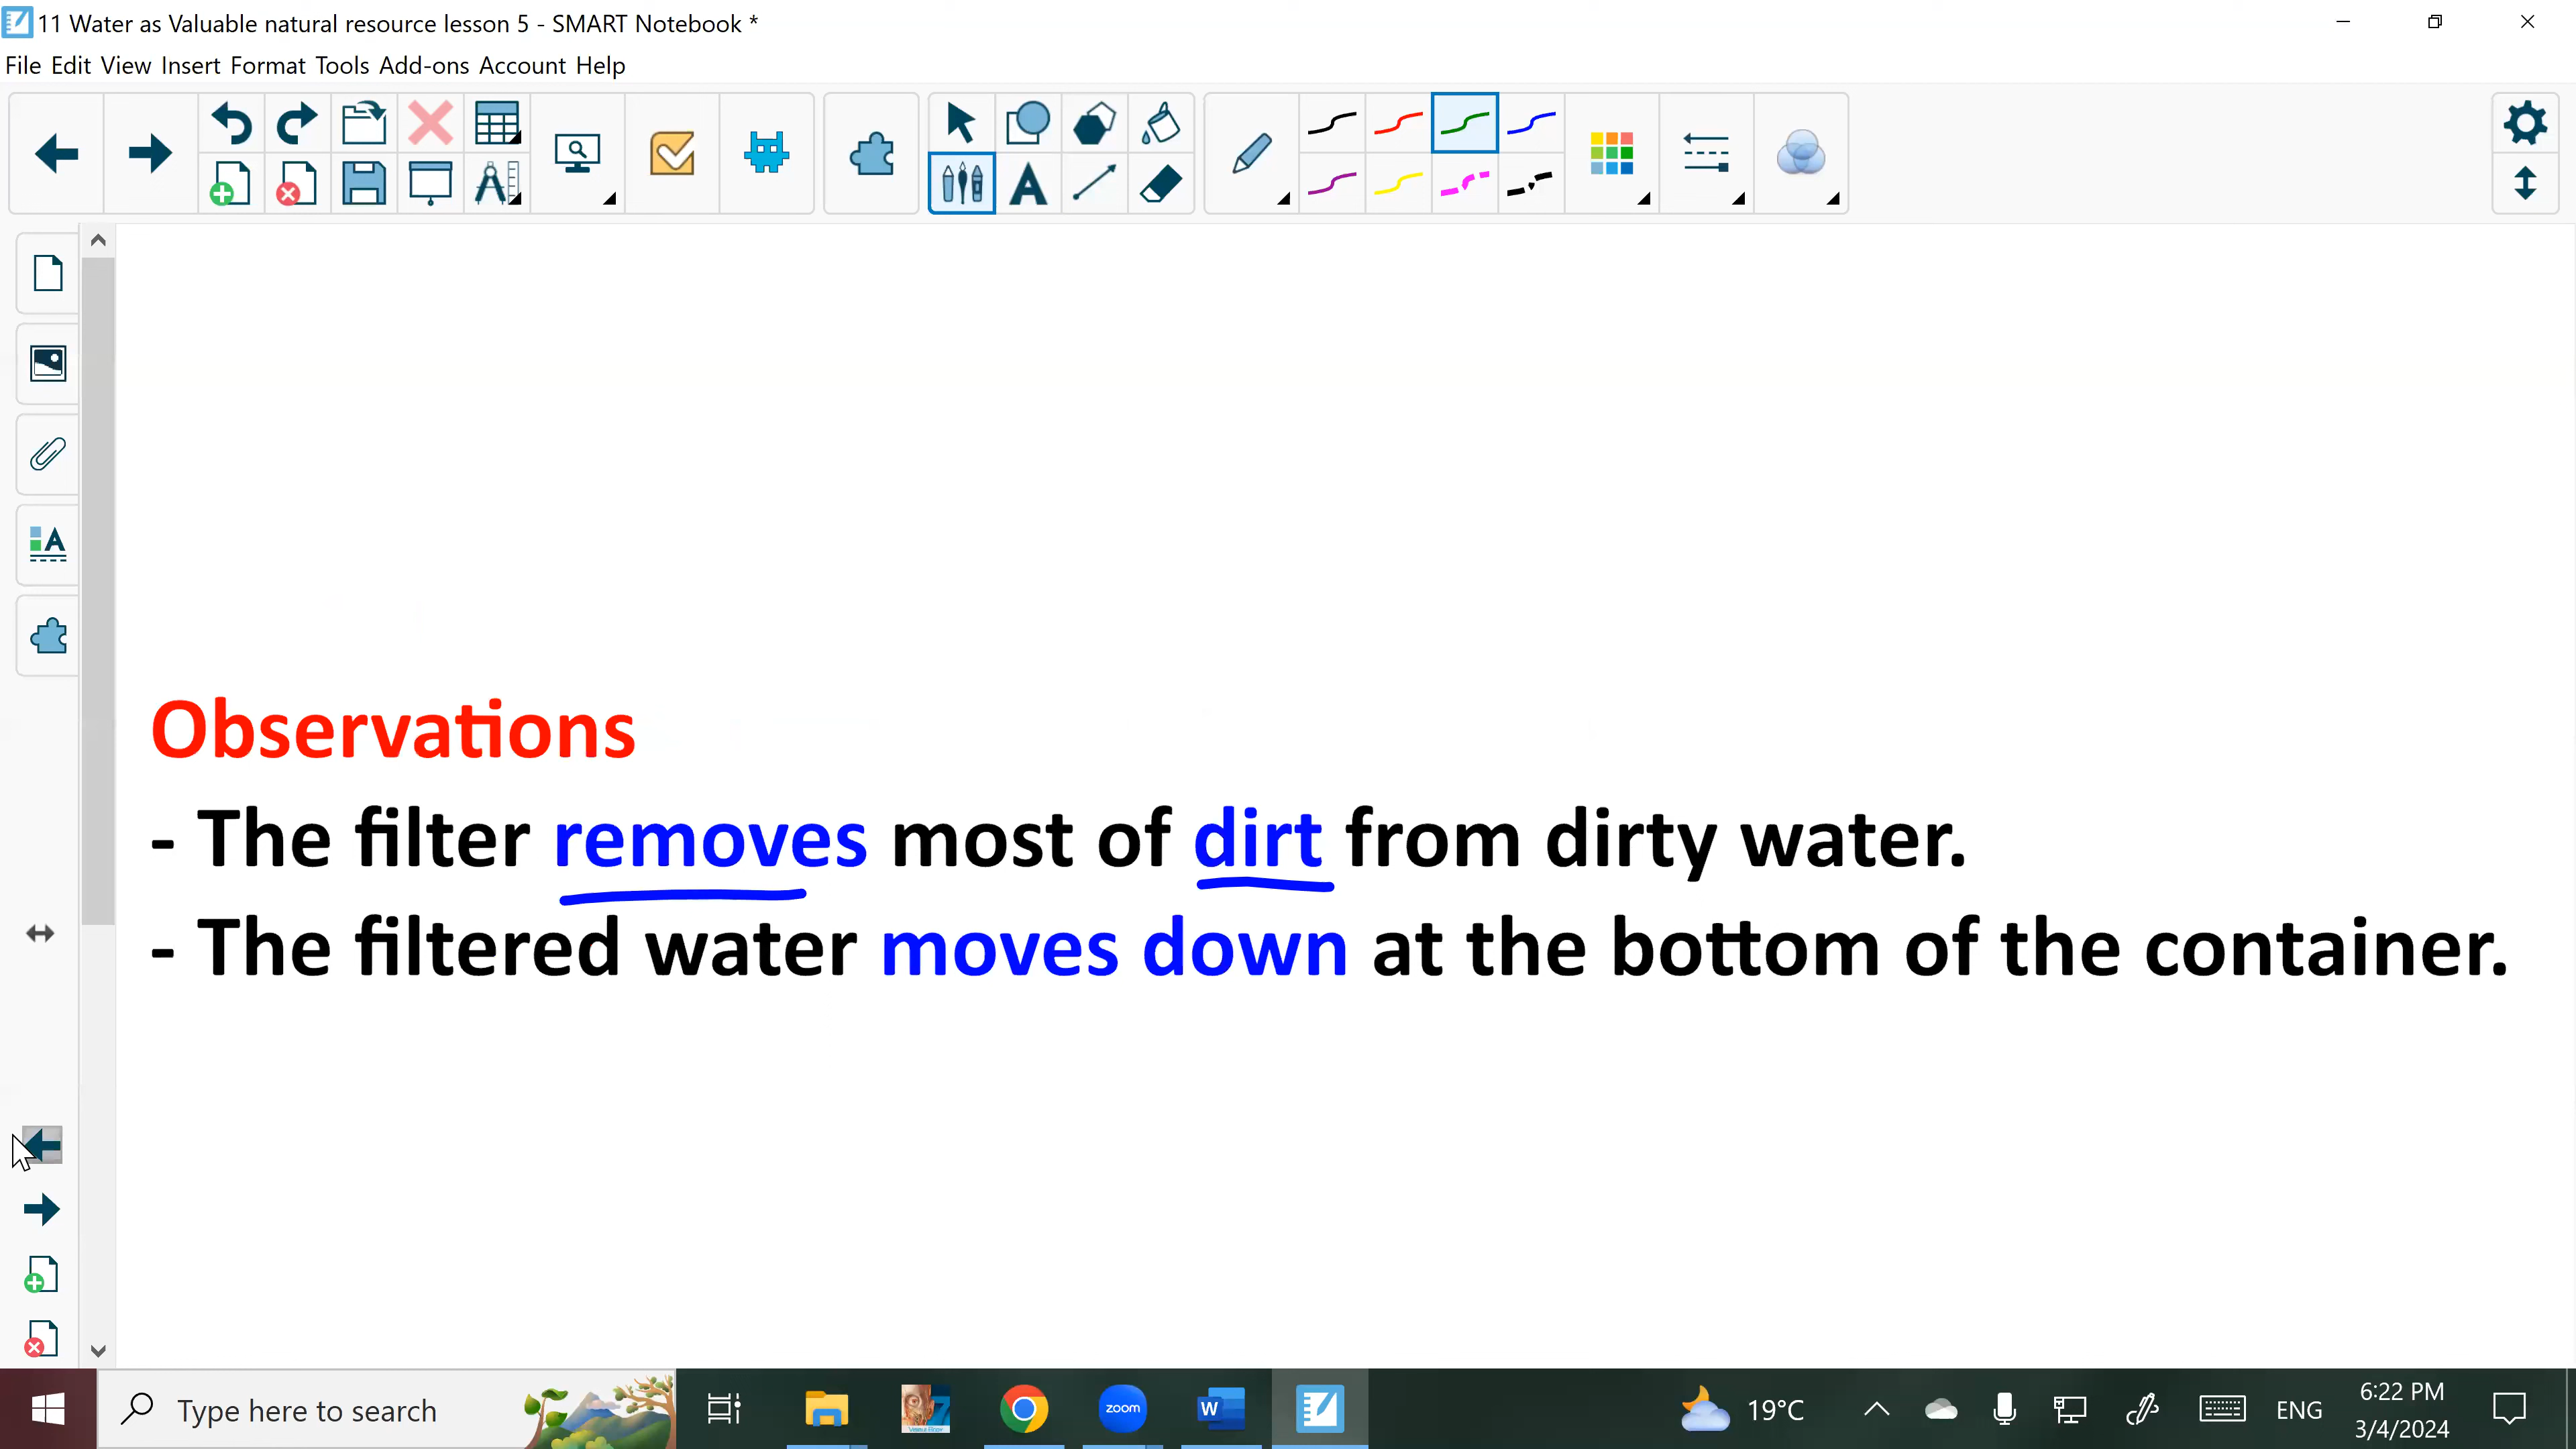 11 Water as Valuable natural resource lesson 5 - SMART Notebook *
File Edit View Insert Format Tools Add-ons Account Help
Observations
- The filter removes most of dirt from dirty water.
- The filtered water moves down at the bottom of the container.
Type here to search
zoom
W
19°C
ENG
6:22 PM
3/4/2024